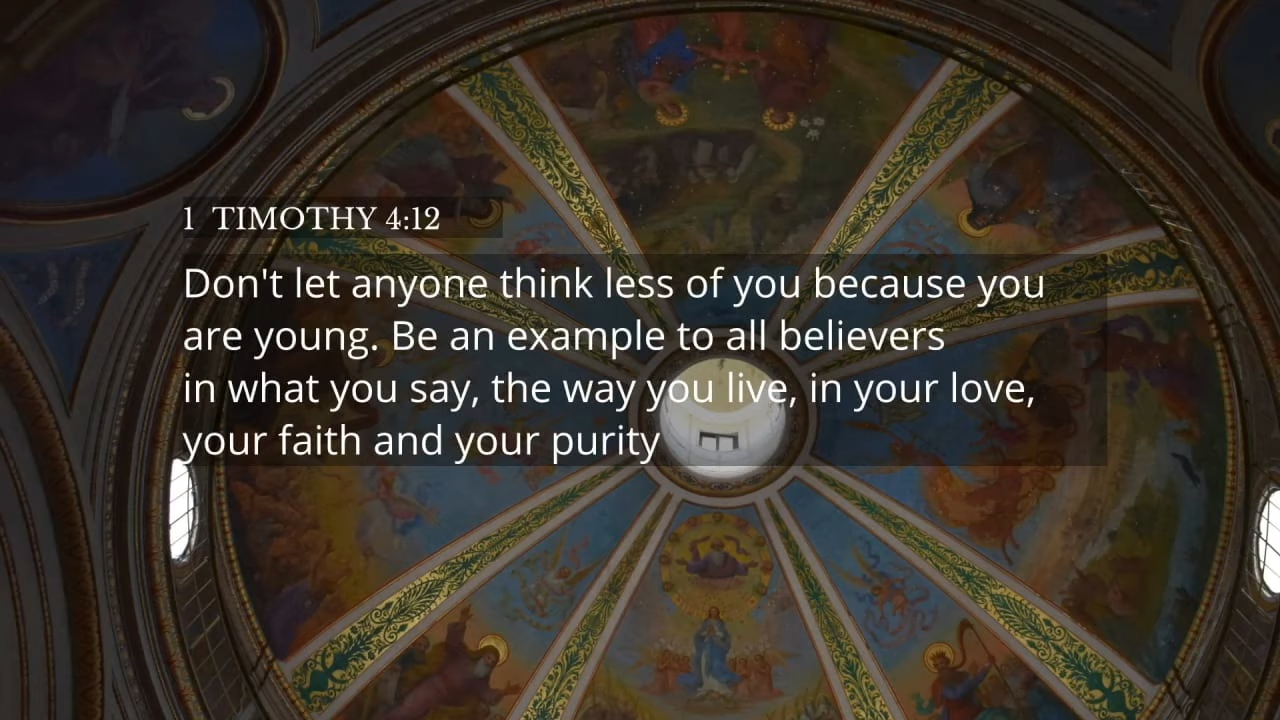 1 TIMOTHY 4:12
Don't let anyone think less of you because you
are young. Be an example to all believers
in what you say, the way you live, in your love,
your faith and your purity